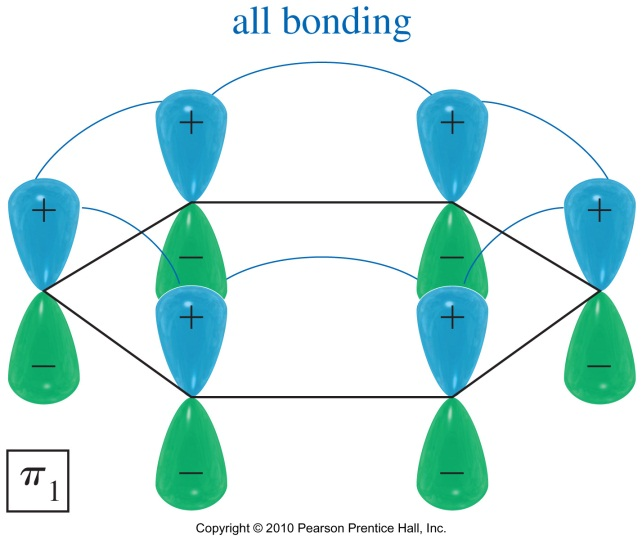 all bonding
+ +
+ +
− −
+ +
− −
− −
π1
Copyright © 2010 Pearson Prentice Hall, Inc.